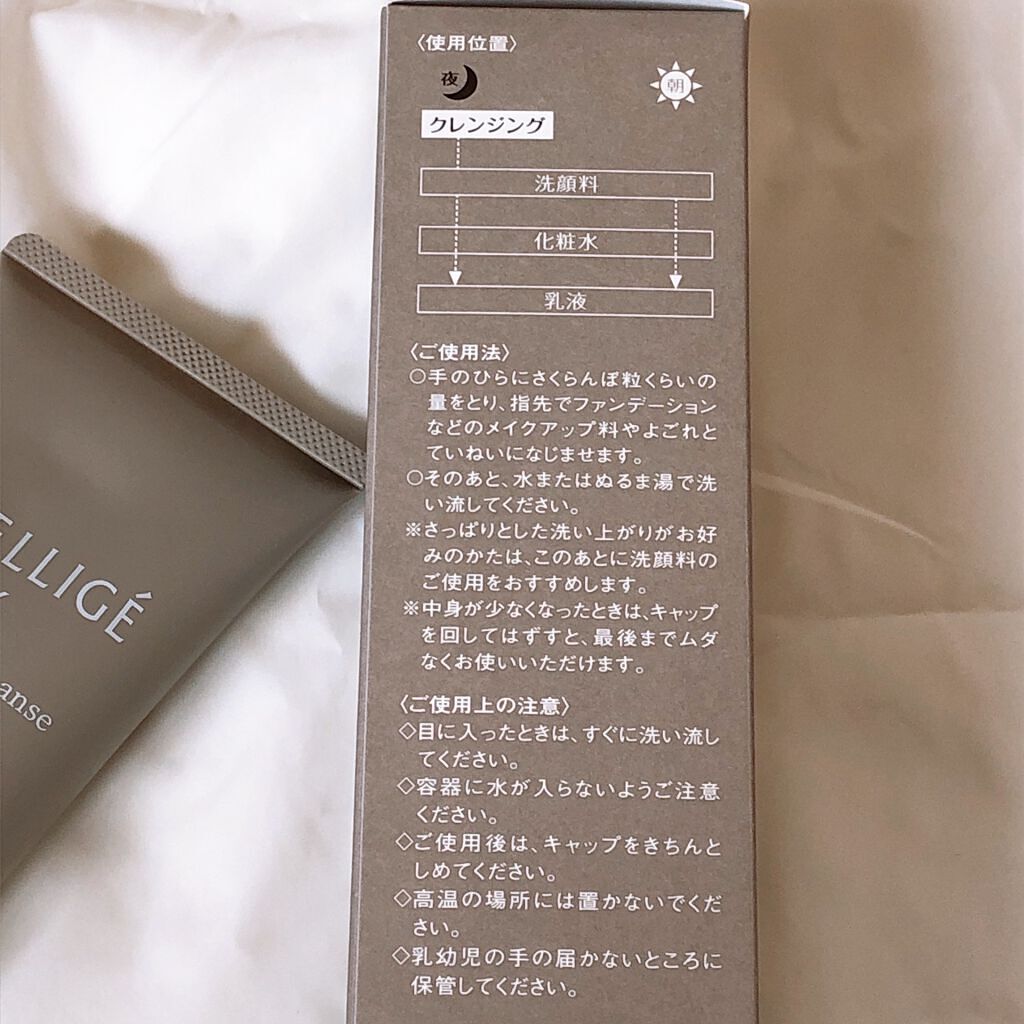 〈使用位置〉
夜
朝
クレンジング
洗顔料
化粧水
乳液
〈ご使用法〉
○手のひらにさくらんぼ粒くらいの
量をとり、指先でファンデーション
などのメイクアップ料やよごれと
ていねいになじませます。
○そのあと、水またはぬるま湯で洗
い流してください。
※さっぱりとした洗い上がりがお好
みのかたは、このあとに洗顔料の
ご使用をおすすめします。
※中身が少なくなったときは、キャップ
を回してはずすと、最後までムダ
なくお使いいただけます。
〈ご使用上の注意〉
◇目に入ったときは、すぐに洗い流し
てください。
◇容器に水が入らないようご注意
ください。
◇ご使用後は、キャップをきちんと
しめてください。
◇高温の場所には置かないでくだ
さい。
◇乳幼児の手の届かないところに
保管してください。
ELLIGÉ
anse